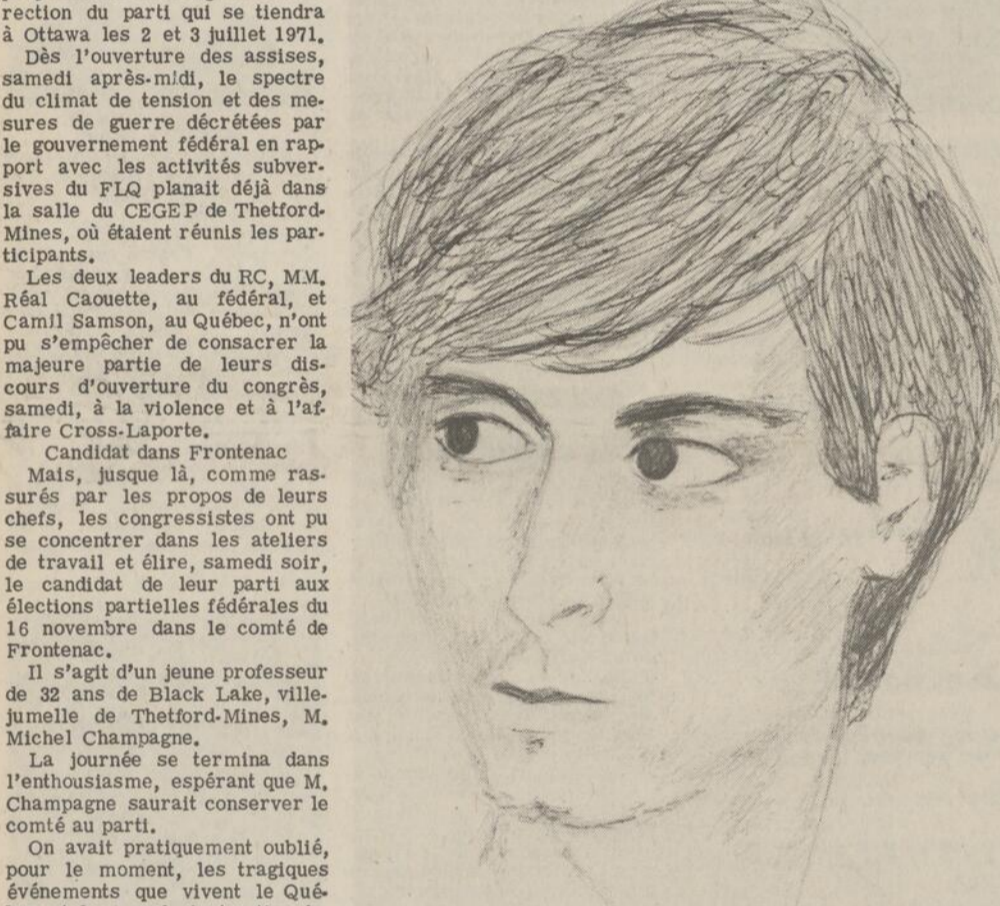 rection du parti qui se tiendra
à Ottawa les 2 et 3 juillet 1971.
Dès l'ouverture des assises,
samedi après-midi, le spectre
du climat de tension et des me-
sures de guerre décrétées par
le gouvernement fédéral en rap-
port avec les activités subver-
sives du FLQ planait déjà dans
la salle du CEGEP de Thetford-
Mines, où étaient réunis les par-
ticipants.
Les deux leaders du RC, MM.
Réal Caouette, au fédéral, et
Camil Samson, au Québec, n'ont
pu s'empêcher de consacrer la
majeure partie de leurs dis-
cours d'ouverture du congrès,
samedi, à la violence et à l'af-
faire Cross-Laporte.
Candidat dans Frontenac
Mais, jusque là, comme ras-
surés par les propos de leurs
chefs, les congressistes ont pu
se concentrer dans les ateliers
de travail et élire, samedi soir,
le candidat de leur parti aux
élections partielles fédérales du
16 novembre dans le comté de
Frontenac.
Il s'agit d'un jeune professeur
de 32 ans de Black Lake, ville-
jumelle de Thetford-Mines, M.
Michel Champagne.
La journée se termina dans
l'enthousiasme, espérant que M.
Champagne saurait conserver le
comté au parti.
On avait pratiquement oublié,
pour le moment, les tragiques
événements que vivent le Qué-